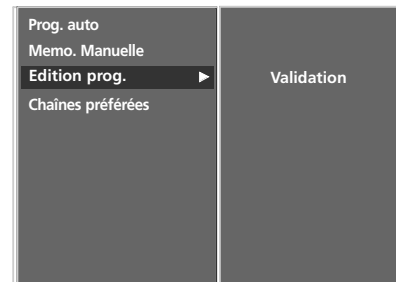 Prog. auto
Memo. Manuelle
Edition prog.
Validation
Chaînes préférées